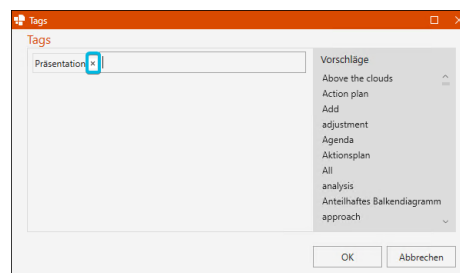 Tags
Tags
Präsentation ×
Vorschläge
Above the clouds
Action plan
Add
adjustment
Agenda
Aktionsplan
All
analysis
Anteilhaftes Balkendiagramm
approach
OK
Abbrechen